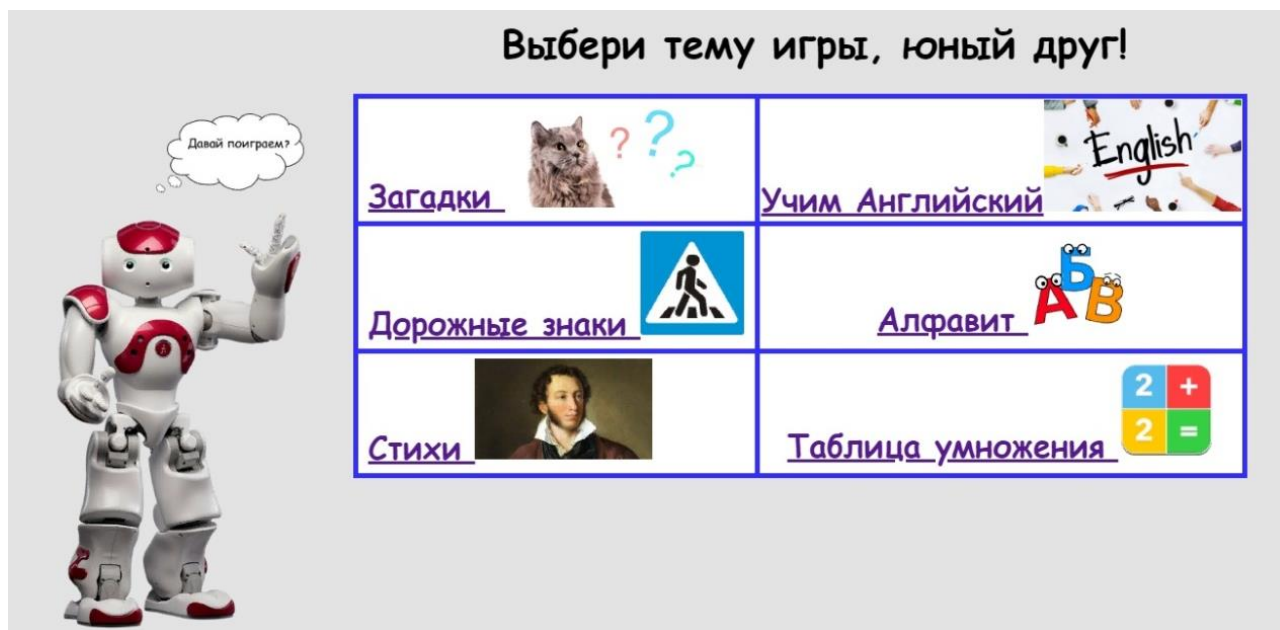 Выбери тему игры, юный друг!
Давай поиграем?
Загадки
English
Учим Английский
Дорожные знаки
АБВ
Алфавит
Стихи
2 +
2 =
Таблица умножения